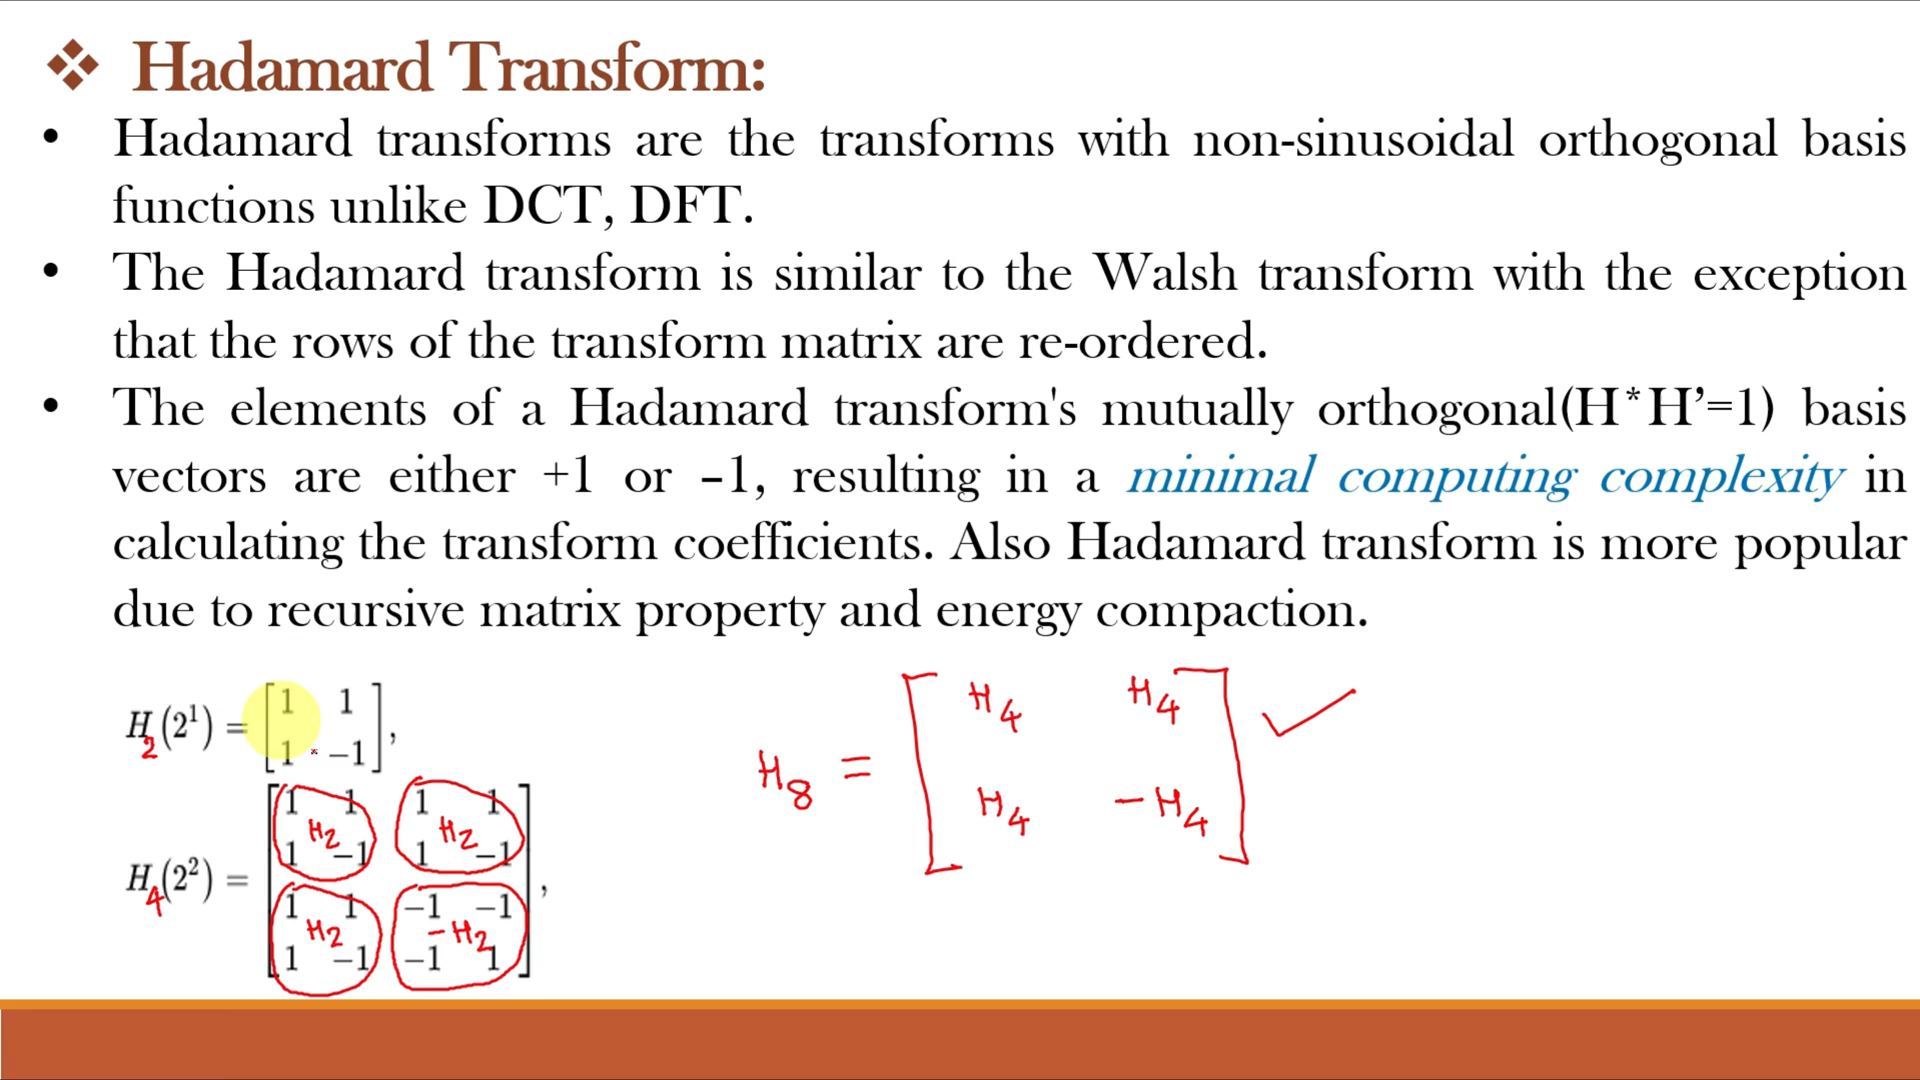 ❖ Hadamard Transform:
• Hadamard transforms are the transforms with non-sinusoidal orthogonal basis
functions unlike DCT, DFT.
• The Hadamard transform is similar to the Walsh transform with the exception
that the rows of the transform matrix are re-ordered.
• The elements of a Hadamard transform's mutually orthogonal(H*H’=1) basis
vectors are either +1 or –1, resulting in a minimal computing complexity in
calculating the transform coefficients. Also Hadamard transform is more popular
due to recursive matrix property and energy compaction.
H₂(2¹) = [1 1
1 −1],
H₄(2²) = [1 1 1 1
H₂ H₂
1 −1 1 −1
1 1 −1 −1
H₂ −H₂
1 −1 −1 1],
H₈ = [H₄ H₄
H₄ −H₄] ✓